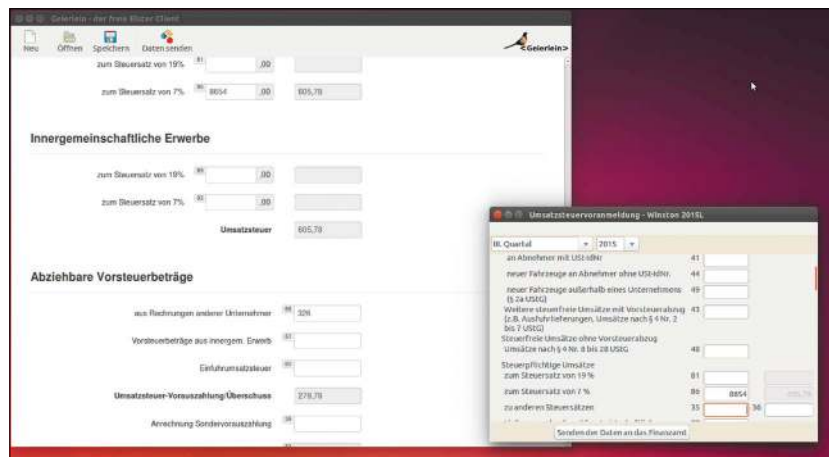 Geierlein - der freie Elster Client
Neu Öffnen Speichern Daten senden
<Geierlein>
zum Steuersatz von 19% 81 ,00
zum Steuersatz von 7% 86 8654 ,00 605,78
Innergemeinschaftliche Erwerbe
zum Steuersatz von 19% 89 ,00
zum Steuersatz von 7% 93 ,00
Umsatzsteuer 605,78
Abziehbare Vorsteuerbeträge
aus Rechnungen anderer Unternehmer 66 326
Vorsteuerbeträge aus innergem. Erwerb 61
Einfuhrumsatzsteuer
Umsatzsteuer-Vorauszahlung/Überschuss 279,78
Anrechnung Sondervorauszahlung 39
Umsatzsteuervoranmeldung - Winston 2015L
III. Quartal 2015
an Abnehmer mit USt-IdNr 41
neuer Fahrzeuge an Abnehmer ohne USt-IdNr. 44
neuer Fahrzeuge außerhalb eines Unternehmens 49
(§ 2a UStG)
Weitere steuerfreie Umsätze mit Vorsteuerabzug 43
(z.B. Ausfuhrlieferungen, Umsätze nach § 4 Nr. 2
bis 7 UStG)
Steuerfreie Umsätze ohne Vorsteuerabzug
Umsätze nach § 4 Nr. 8 bis 28 UStG 48
Steuerpflichtige Umsätze
zum Steuersatz von 19 % 81
zum Steuersatz von 7 % 86 8654 605,78
zu anderen Steuersätzen 35 36
Senden der Daten an das Finanzamt